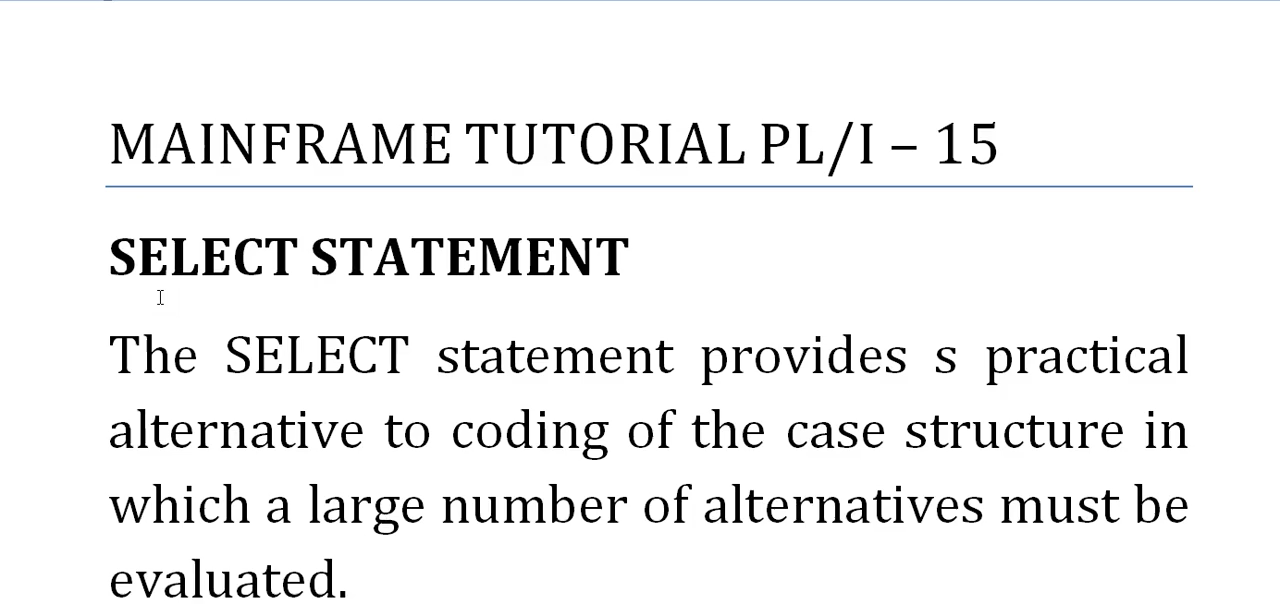 MAINFRAME TUTORIAL PL/I – 15
SELECT STATEMENT
The SELECT statement provides s practical
alternative to coding of the case structure in
which a large number of alternatives must be
evaluated.